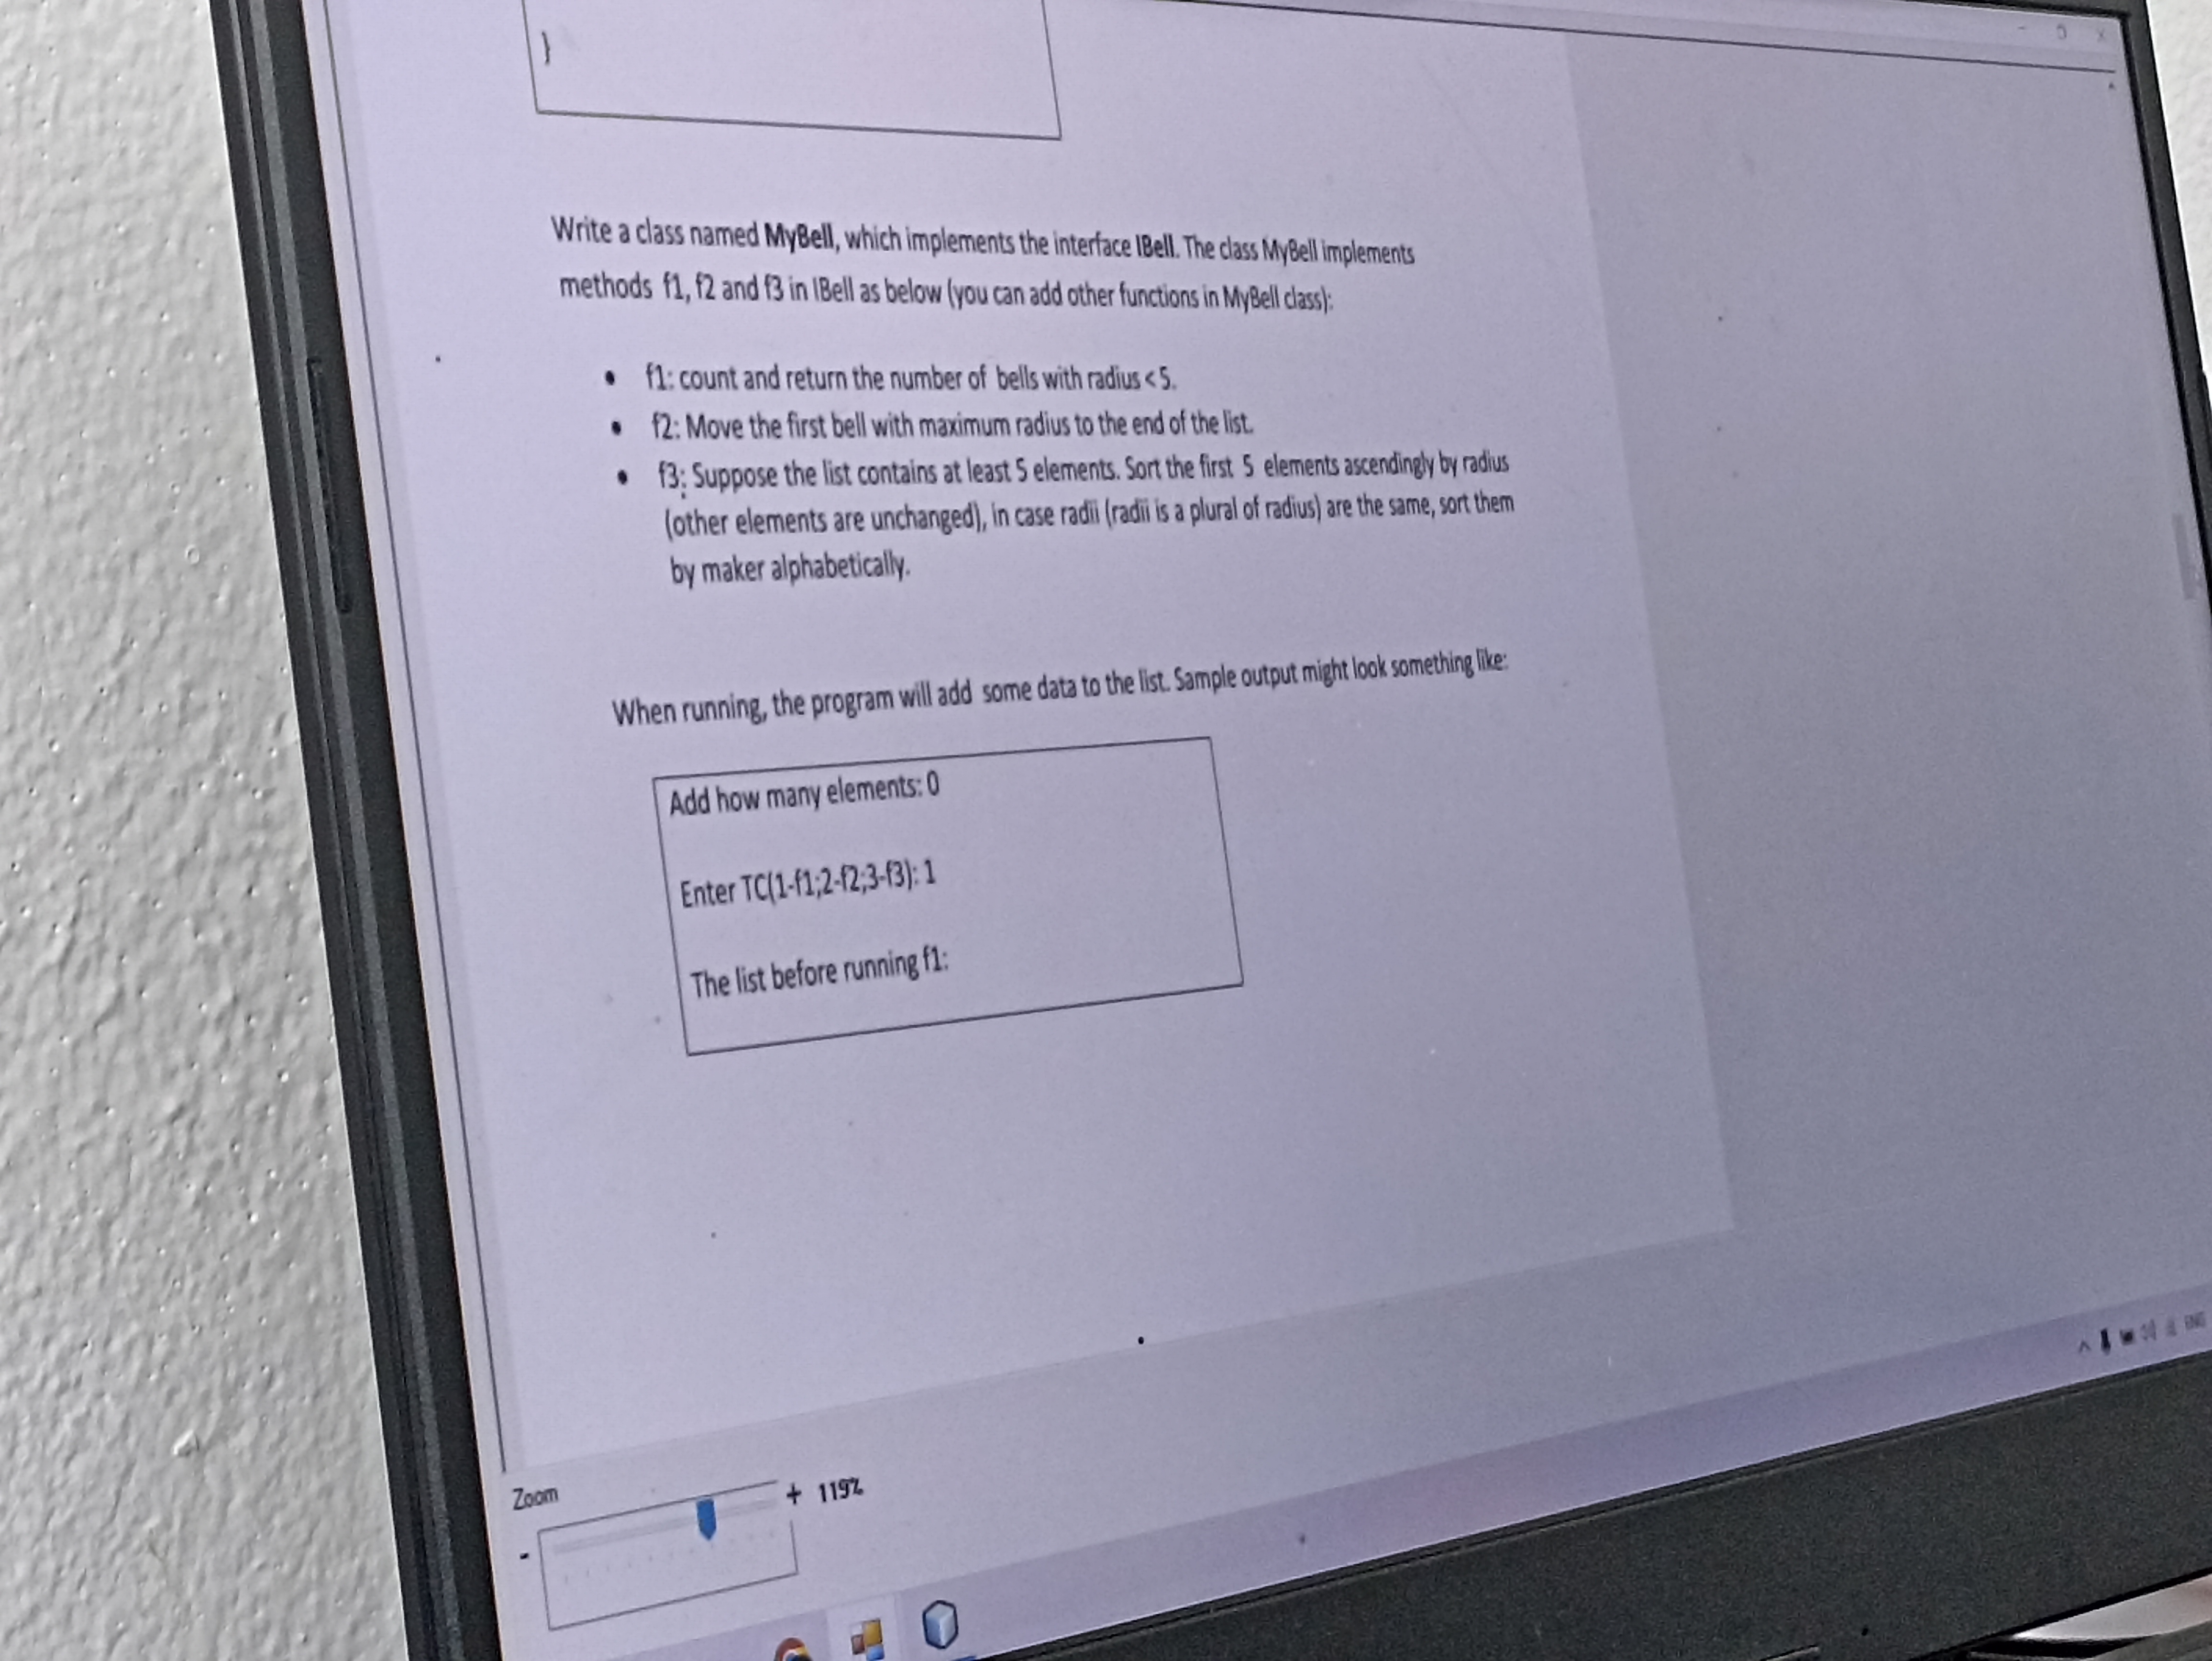 }
Write a class named MyBell, which implements the interface IBell. The class MyBell implements
methods f1, f2 and f3 in IBell as below (you can add other functions in MyBell class):
• f1: count and return the number of bells with radius < 5.
• f2: Move the first bell with maximum radius to the end of the list.
• f3: Suppose the list contains at least 5 elements. Sort the first 5 elements ascendingly by radius
(other elements are unchanged), in case radii (radii is a plural of radius) are the same, sort them
by maker alphabetically.
When running, the program will add some data to the list. Sample output might look something like:
Add how many elements: 0
Enter TC(1-f1;2-f2;3-f3): 1
The list before running f1:
Zoom
- + 119%
ENG